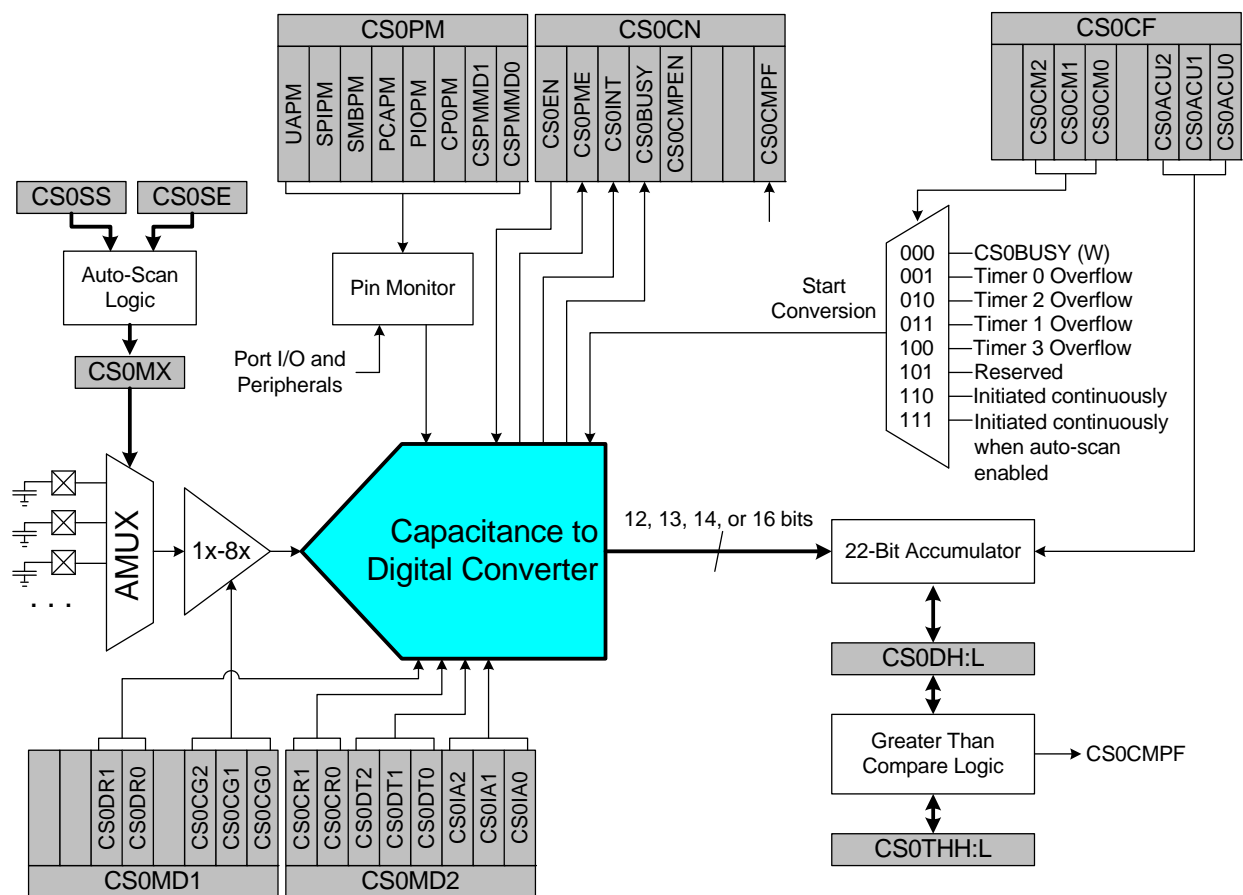 CS0PM
UAPM
SPIPM
SMBPM
PCAPM
PIOPM
CP0PM
CSPMMD1
CSPMMD0
CS0CN
CS0EN
CS0PME
CS0INT
CS0BUSY
CS0CMPEN
CS0CMPF
CS0CF
CS0CM2
CS0CM1
CS0CM0
CS0ACU2
CS0ACU1
CS0ACU0
CS0SS
CS0SE
Auto-Scan
Logic
CS0MX
Pin Monitor
Port I/O and
Peripherals
Start
Conversion
000 CS0BUSY (W)
001 Timer 0 Overflow
010 Timer 2 Overflow
011 Timer 1 Overflow
100 Timer 3 Overflow
101 Reserved
110 Initiated continuously
111 Initiated continuously
when auto-scan
enabled
AMUX
. . .
1x-8x
Capacitance to
Digital Converter
12, 13, 14, or 16 bits
22-Bit Accumulator
CS0DH:L
Greater Than
Compare Logic
CS0CMPF
CS0THH:L
CS0DR1
CS0DR0
CS0CG2
CS0CG1
CS0CG0
CS0MD1
CS0CR1
CS0CR0
CS0DT2
CS0DT1
CS0DT0
CS0IA2
CS0IA1
CS0IA0
CS0MD2